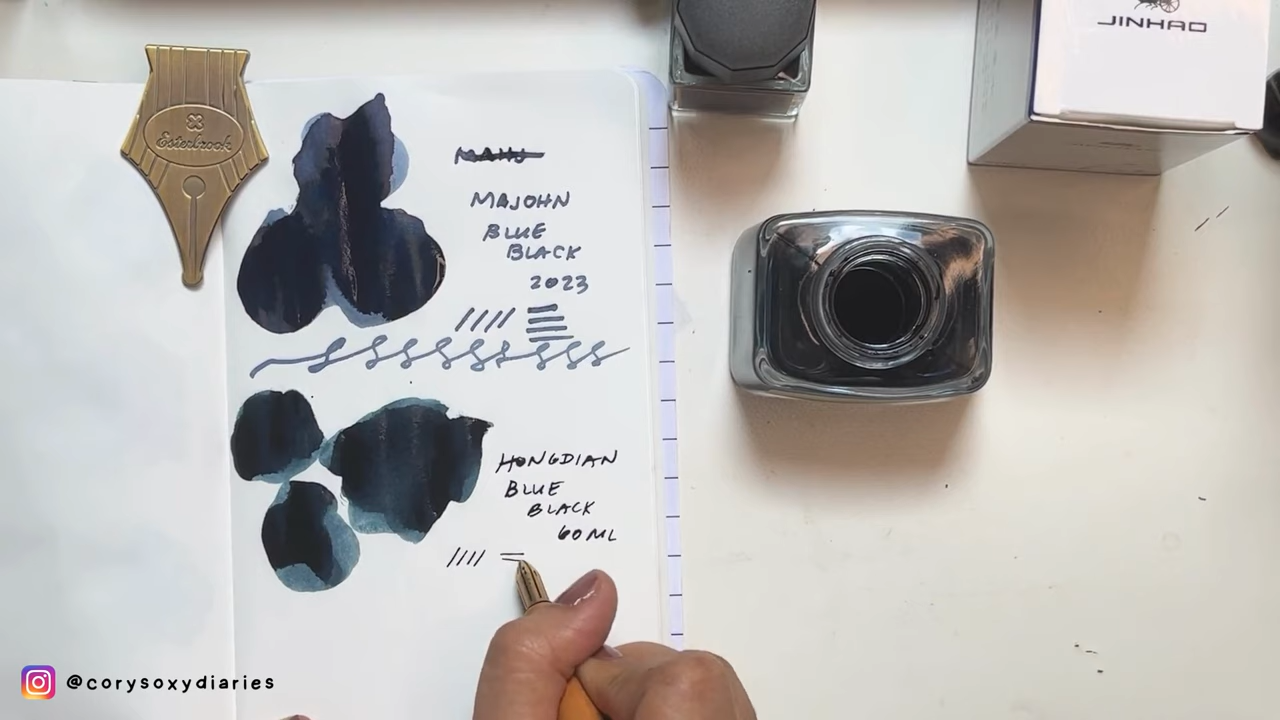 JINHAO
Esterbrook
MAHJ
MAJOHN
BLUE
BLACK
2023
HONGDIAN
BLUE
BLACK
60ML
@corysoxydiaries